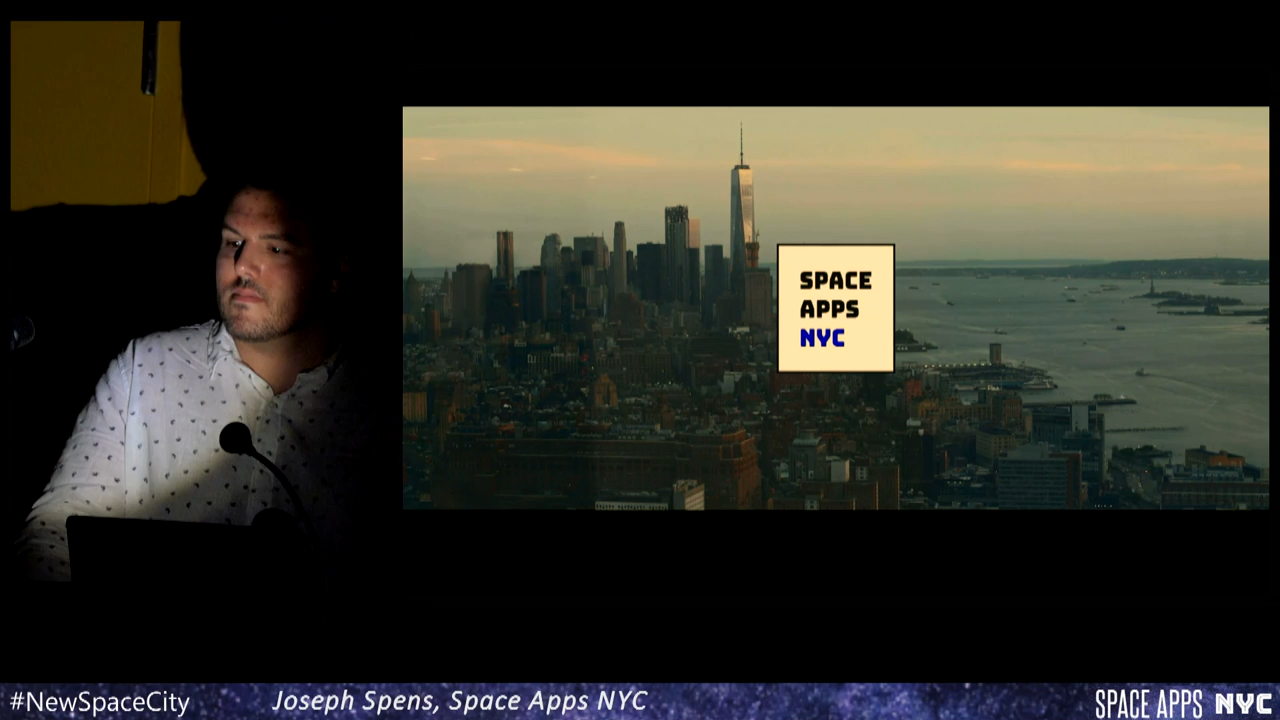 SPACE
APPS
NYC
#NewSpaceCity
Joseph Spens, Space Apps NYC
SPACE APPS NYC